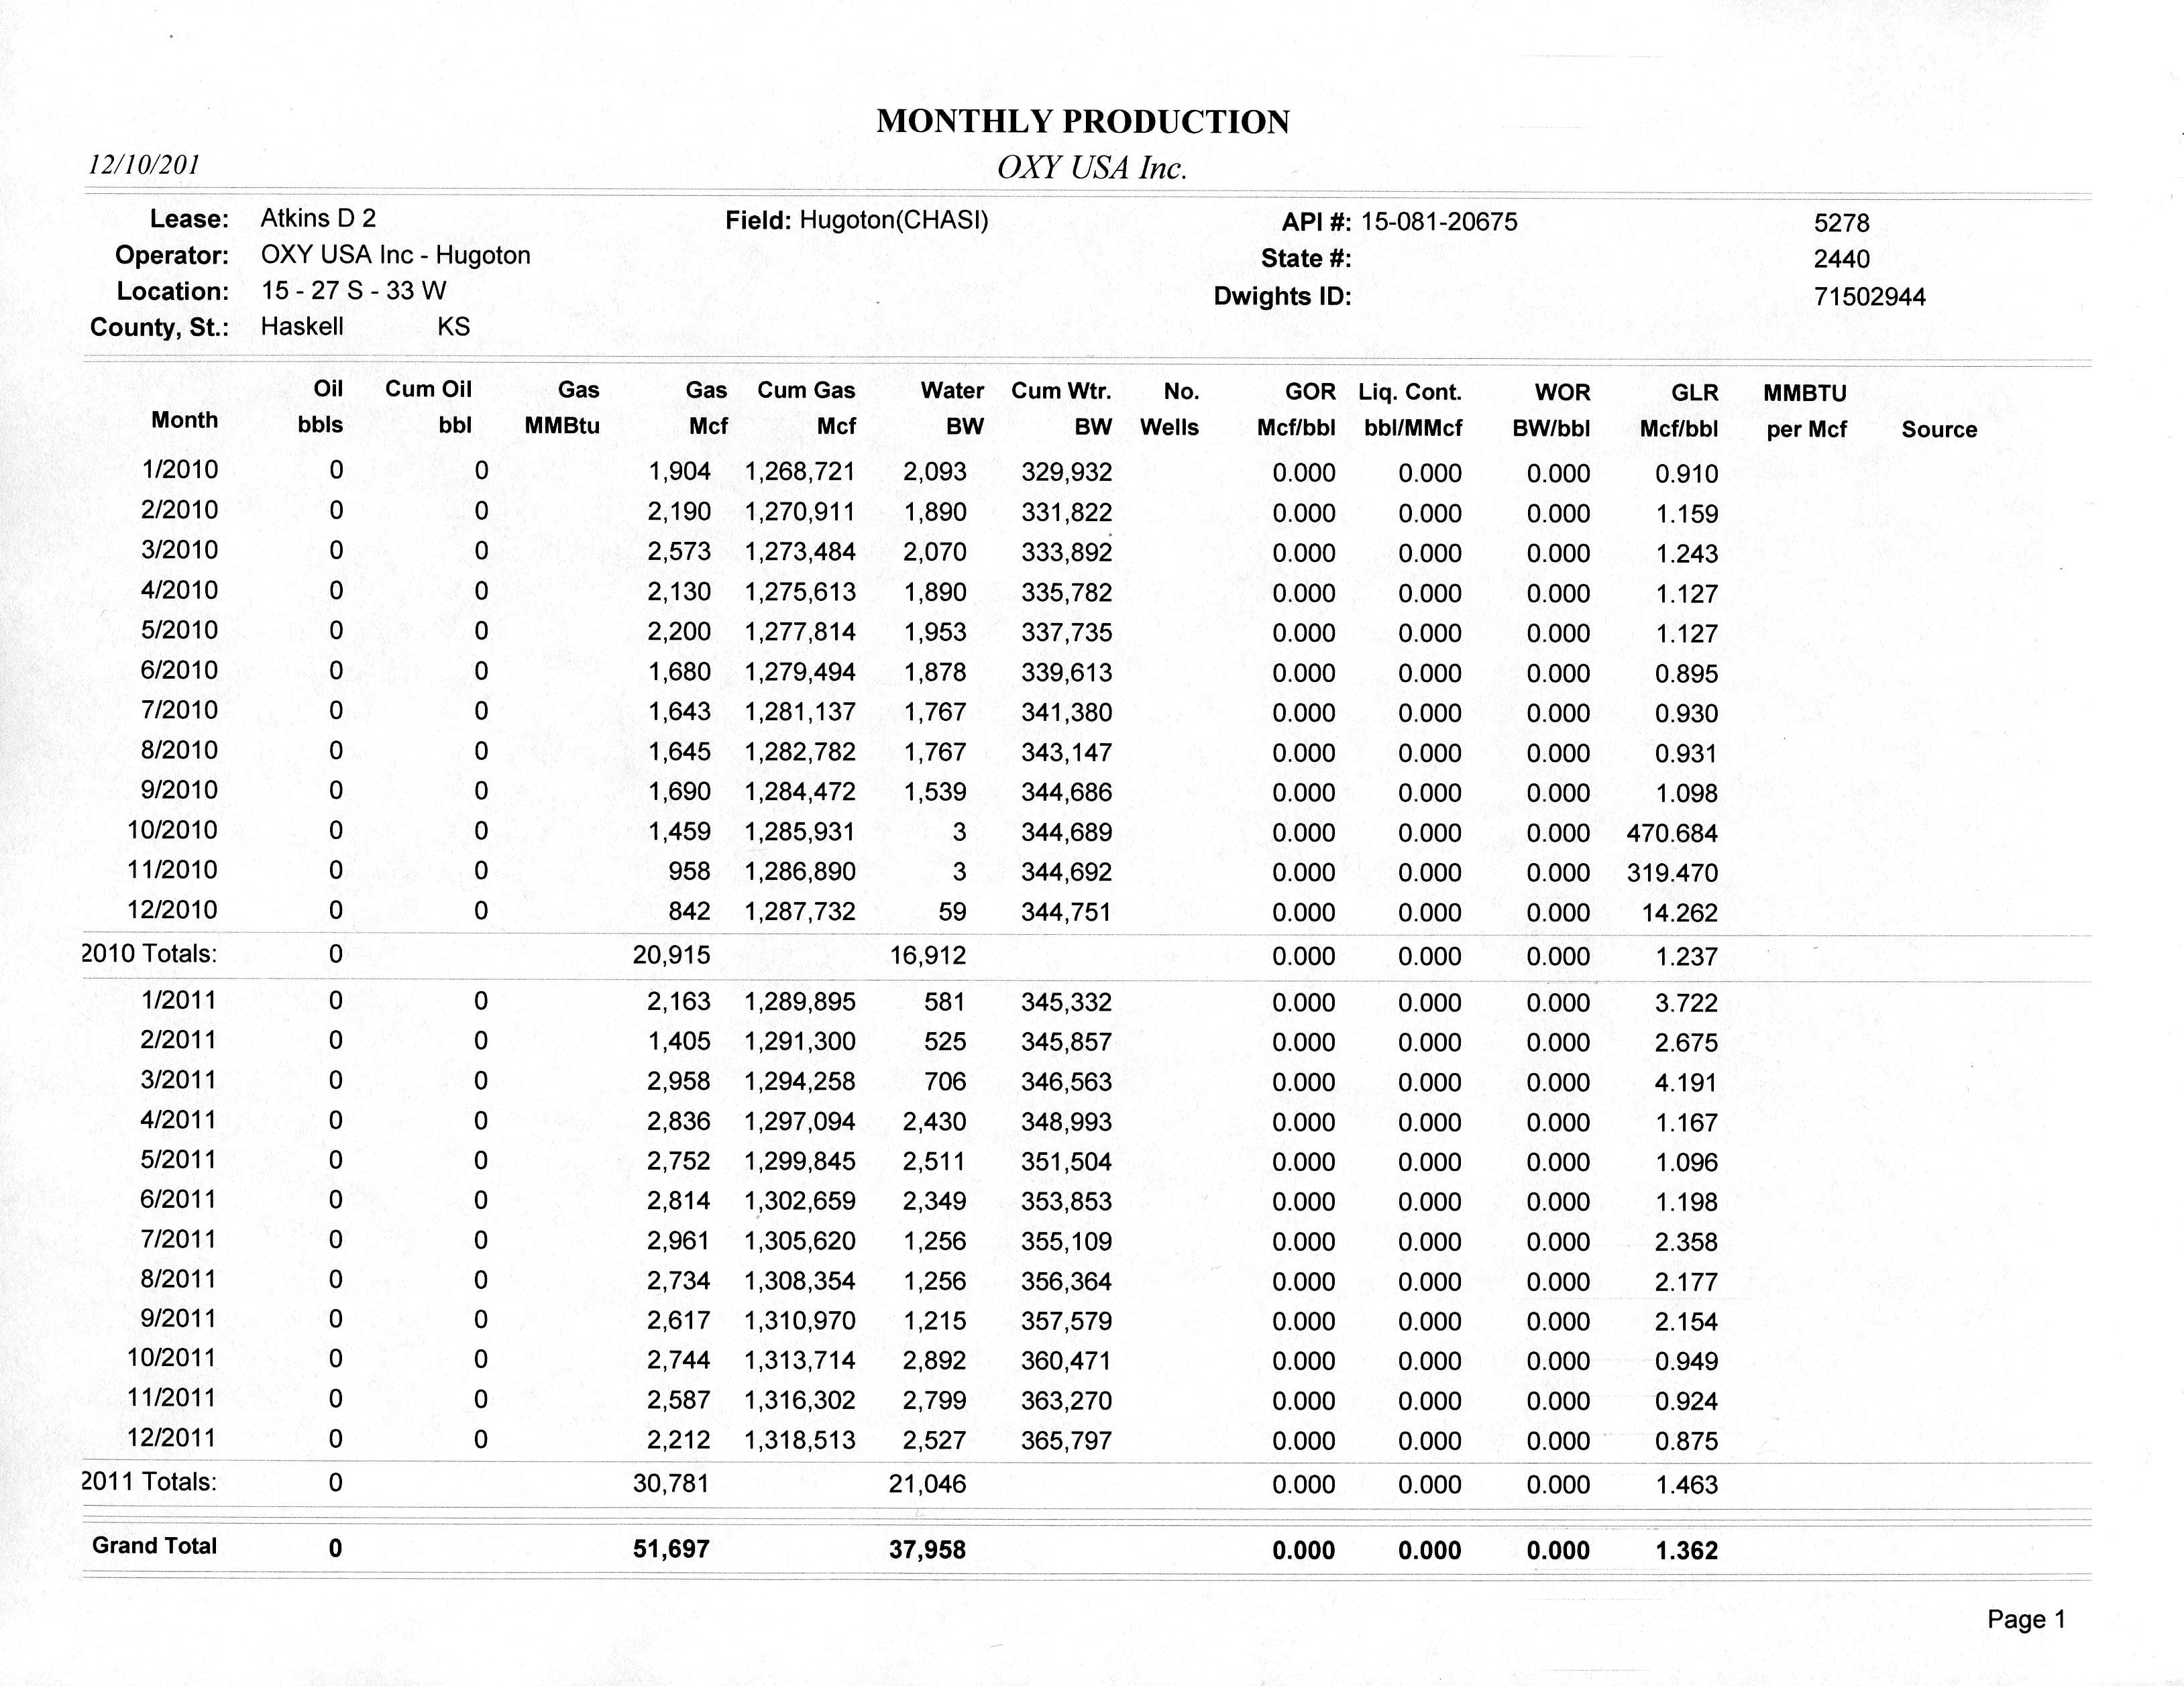 MONTHLY PRODUCTION
12/10/201 OXY USA Inc.
Lease: Atkins D 2 Field: Hugoton(CHASI) API #: 15-081-20675 5278
Operator: OXY USA Inc - Hugoton State #: 2440
Location: 15 - 27 S - 33 W Dwights ID: 71502944
County, St.: Haskell KS
Oil Cum Oil Gas Gas Cum Gas Water Cum Wtr. No. GOR Liq. Cont. WOR GLR MMBTU
Month bbls bbl MMBtu Mcf Mcf BW BW Wells Mcf/bbl bbl/MMcf BW/bbl Mcf/bbl per Mcf Source
1/2010 0 0 1,904 1,268,721 2,093 329,932 0.000 0.000 0.000 0.910
2/2010 0 0 2,190 1,270,911 1,890 331,822 0.000 0.000 0.000 1.159
3/2010 0 0 2,573 1,273,484 2,070 333,892 0.000 0.000 0.000 1.243
4/2010 0 0 2,130 1,275,613 1,890 335,782 0.000 0.000 0.000 1.127
5/2010 0 0 2,200 1,277,814 1,953 337,735 0.000 0.000 0.000 1.127
6/2010 0 0 1,680 1,279,494 1,878 339,613 0.000 0.000 0.000 0.895
7/2010 0 0 1,643 1,281,137 1,767 341,380 0.000 0.000 0.000 0.930
8/2010 0 0 1,645 1,282,782 1,767 343,147 0.000 0.000 0.000 0.931
9/2010 0 0 1,690 1,284,472 1,539 344,686 0.000 0.000 0.000 1.098
10/2010 0 0 1,459 1,285,931 3 344,689 0.000 0.000 0.000 470.684
11/2010 0 0 958 1,286,890 3 344,692 0.000 0.000 0.000 319.470
12/2010 0 0 842 1,287,732 59 344,751 0.000 0.000 0.000 14.262
2010 Totals: 0 20,915 16,912 0.000 0.000 0.000 1.237
1/2011 0 0 2,163 1,289,895 581 345,332 0.000 0.000 0.000 3.722
2/2011 0 0 1,405 1,291,300 525 345,857 0.000 0.000 0.000 2.675
3/2011 0 0 2,958 1,294,258 706 346,563 0.000 0.000 0.000 4.191
4/2011 0 0 2,836 1,297,094 2,430 348,993 0.000 0.000 0.000 1.167
5/2011 0 0 2,752 1,299,845 2,511 351,504 0.000 0.000 0.000 1.096
6/2011 0 0 2,814 1,302,659 2,349 353,853 0.000 0.000 0.000 1.198
7/2011 0 0 2,961 1,305,620 1,256 355,109 0.000 0.000 0.000 2.358
8/2011 0 0 2,734 1,308,354 1,256 356,364 0.000 0.000 0.000 2.177
9/2011 0 0 2,617 1,310,970 1,215 357,579 0.000 0.000 0.000 2.154
10/2011 0 0 2,744 1,313,714 2,892 360,471 0.000 0.000 0.000 0.949
11/2011 0 0 2,587 1,316,302 2,799 363,270 0.000 0.000 0.000 0.924
12/2011 0 0 2,212 1,318,513 2,527 365,797 0.000 0.000 0.000 0.875
2011 Totals: 0 30,781 21,046 0.000 0.000 0.000 1.463
Grand Total 0 51,697 37,958 0.000 0.000 0.000 1.362
Page 1